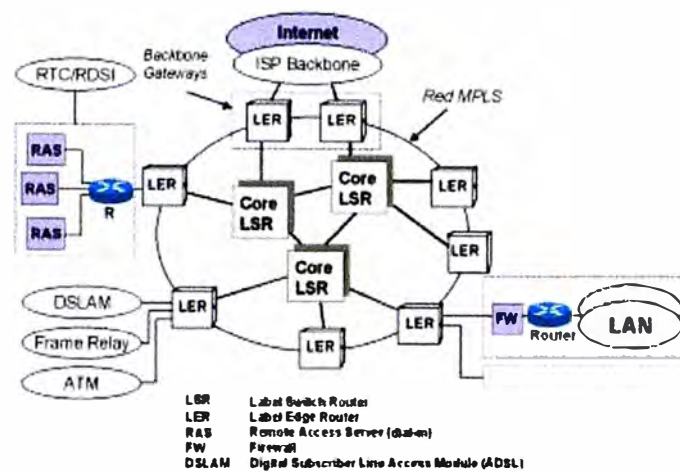 Internet
ISP Backbone
Backbone
Gateways
RTC/RDSI
Red MPLS
LER
LER
RAS
RAS
RAS
R
LER
LER
Core
LSR
Core
LSR
LER
Core
LSR
DSLAM
LER
Frame Relay
ATM
LER
LER
FW
Router
LAN
LSR Label Switch Router
LER Label Edge Router
RAS Remote Access Server (dial-on)
FW Firewall
DSLAM Digital Subscriber Line Access Module (ADSL)